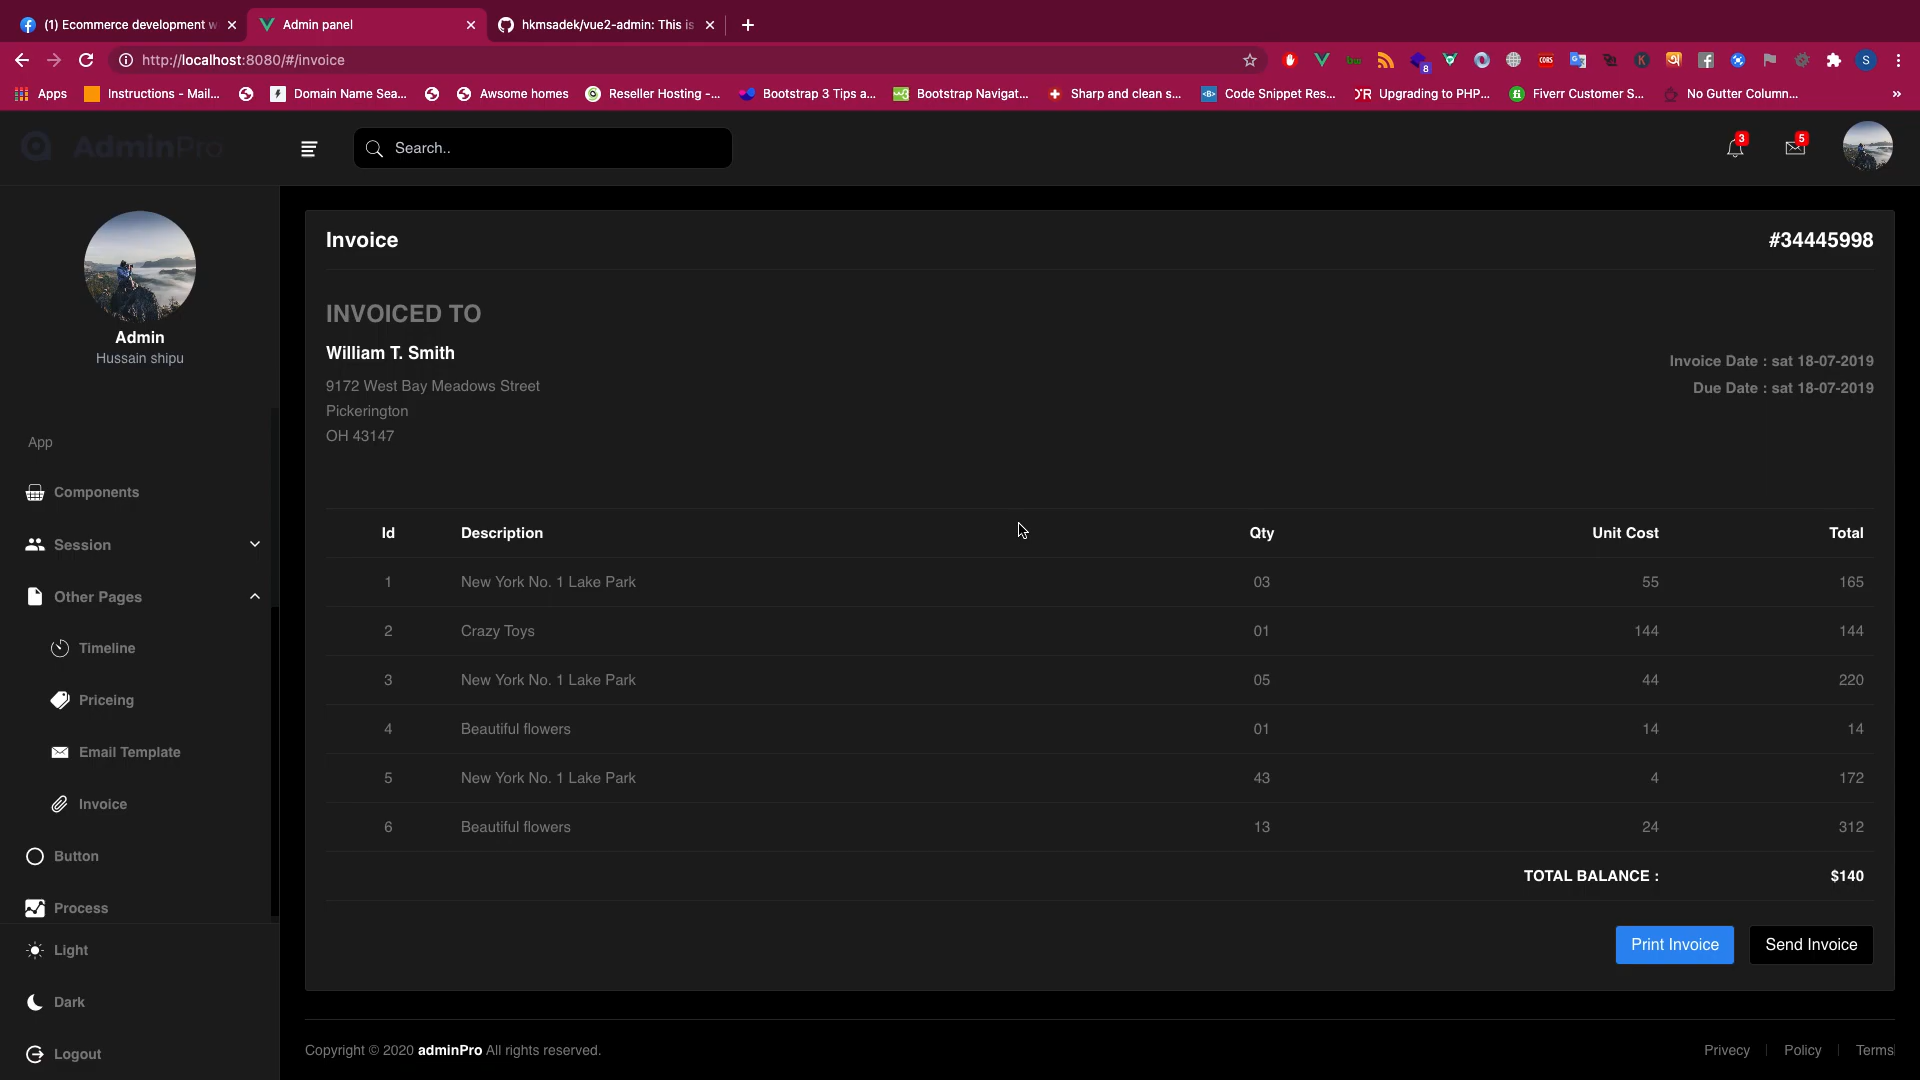 (1) Ecommerce development w
Admin panel
hkmsadek/vue2-admin: This is
http://localhost:8080/#/invoice
8
CORS
K
S
Apps
Instructions - Mail...
Domain Name Sea...
Awsome homes
Reseller Hosting -...
Bootstrap 3 Tips a...
Bootstrap Navigat...
Sharp and clean s...
Code Snippet Res...
Upgrading to PHP...
Fiverr Customer S...
No Gutter Column...
»
AdminPro
Search..
3
5
Admin
Hussain shipu
App
Components
Session
Other Pages
Timeline
Priceing
Email Template
Invoice
Button
Process
Light
Dark
Logout
Invoice #34445998
INVOICED TO
William T. Smith
9172 West Bay Meadows Street
Pickerington
OH 43147
Invoice Date : sat 18-07-2019
Due Date : sat 18-07-2019
Id Description Qty Unit Cost Total
1 New York No. 1 Lake Park 03 55 165
2 Crazy Toys 01 144 144
3 New York No. 1 Lake Park 05 44 220
4 Beautiful flowers 01 14 14
5 New York No. 1 Lake Park 43 4 172
6 Beautiful flowers 13 24 312
TOTAL BALANCE : $140
Print Invoice Send Invoice
Copyright © 2020 adminPro All rights reserved. Privecy Policy Terms